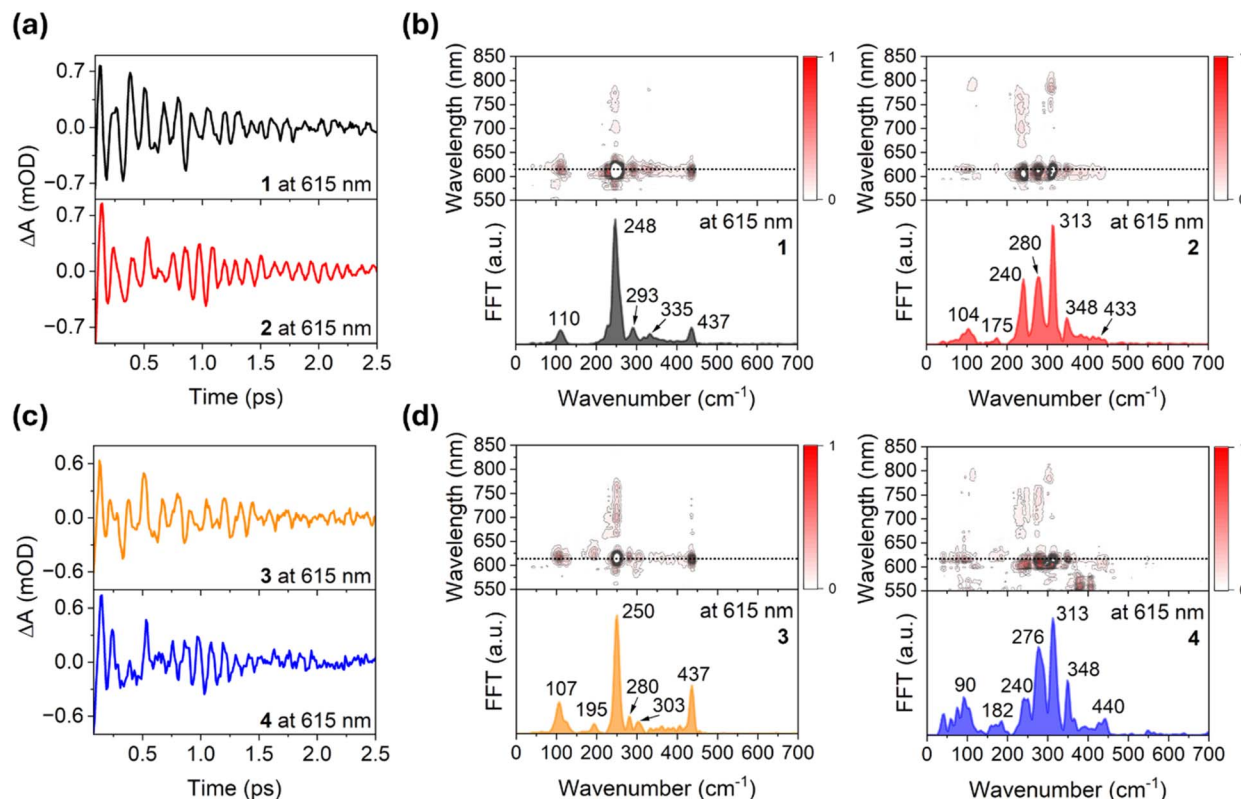 (a)
0.7
0.0
−0.7
1 at 615 nm
0.7
0.0
−0.7
2 at 615 nm
ΔA (mOD)
0.5 1.0 1.5 2.0 2.5
Time (ps)
(b)
850
800
750
700
650
600
550
Wavelength (nm)
1
0
at 615 nm
1
248
293
335
437
110
FFT (a.u.)
0 100 200 300 400 500 600 700
Wavenumber (cm⁻¹)
850
800
750
700
650
600
550
Wavelength (nm)
at 615 nm
2
313
280
240
348
433
104
175
FFT (a.u.)
0 100 200 300 400 500 600 700
Wavenumber (cm⁻¹)
(c)
0.6
0.0
−0.6
3 at 615 nm
0.6
0.0
−0.6
4 at 615 nm
ΔA (mOD)
0.5 1.0 1.5 2.0 2.5
Time (ps)
(d)
850
800
750
700
650
600
550
Wavelength (nm)
1
0
at 615 nm
3
250
437
280
303
107
195
FFT (a.u.)
0 100 200 300 400 500 600 700
Wavenumber (cm⁻¹)
850
800
750
700
650
600
550
Wavelength (nm)
at 615 nm
4
313
276
348
240
90
182
440
FFT (a.u.)
0 100 200 300 400 500 600 700
Wavenumber (cm⁻¹)